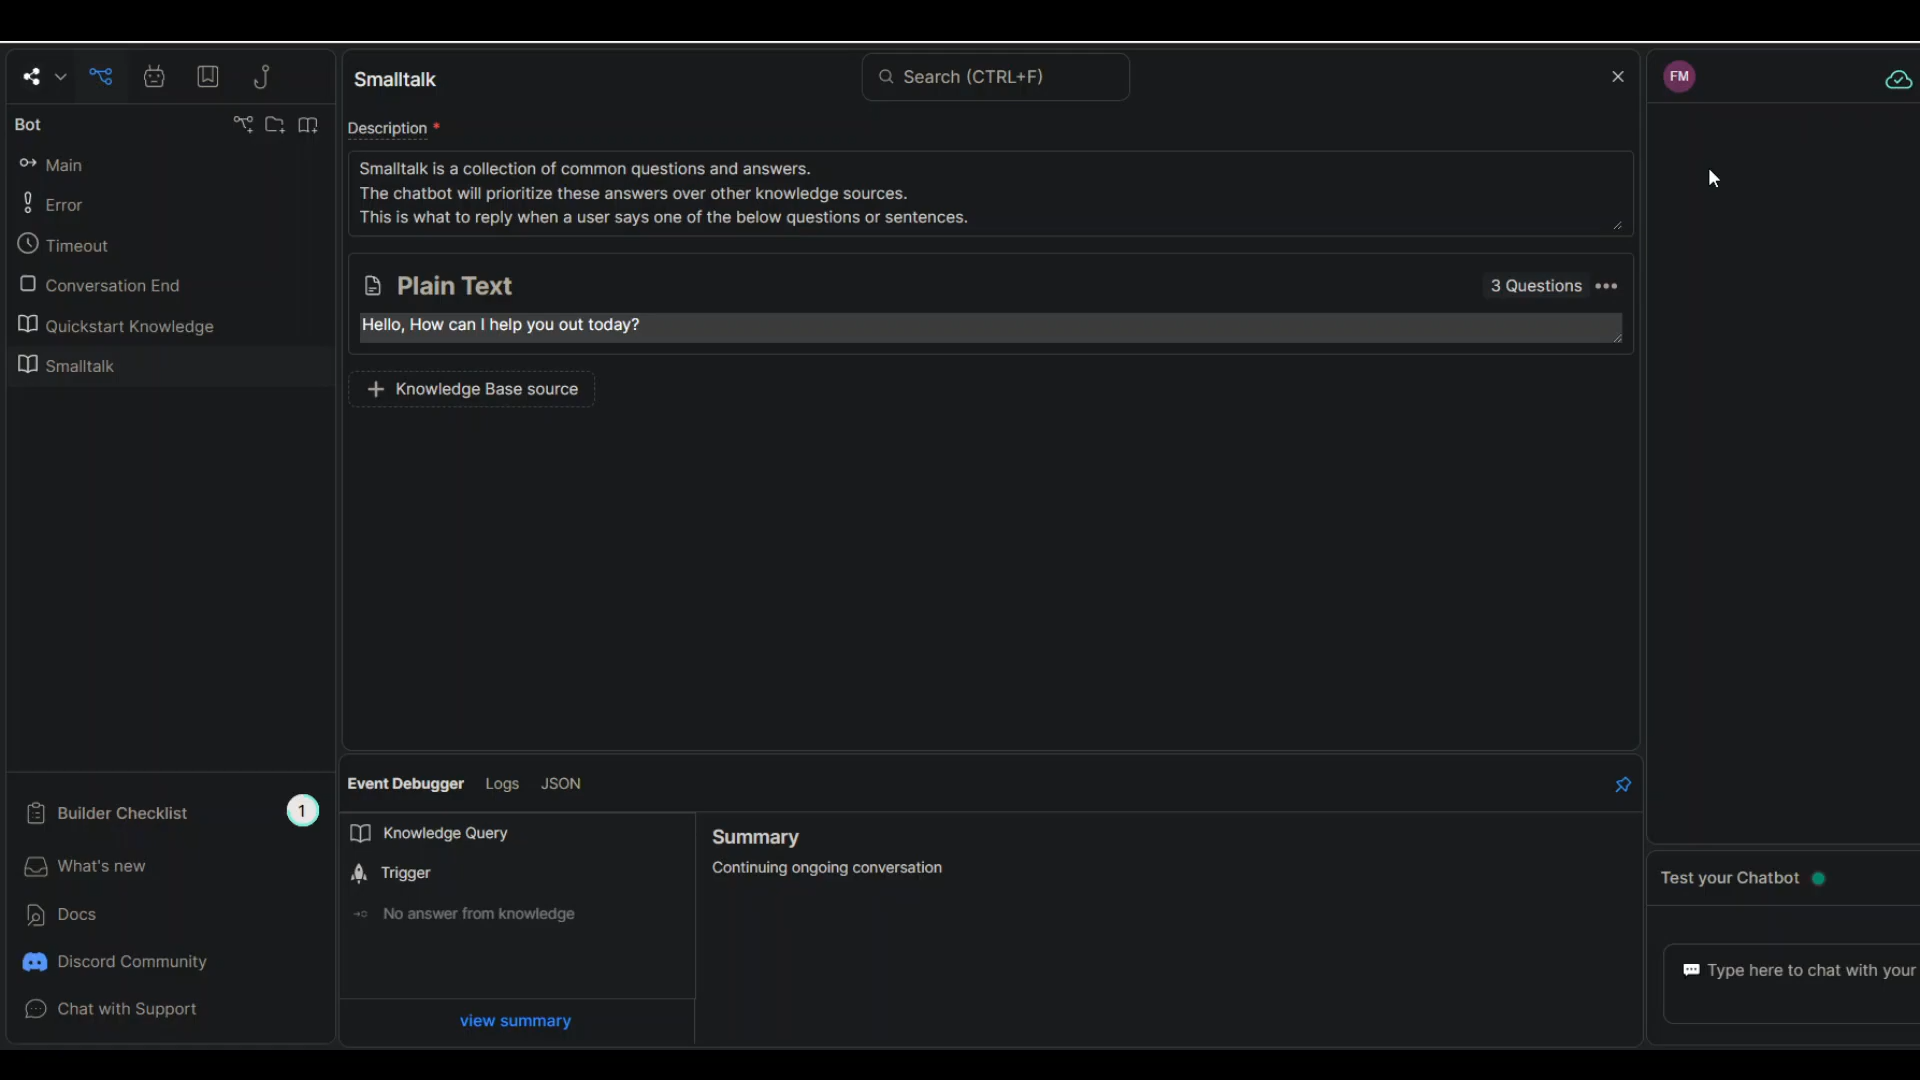 Smalltalk
Search (CTRL+F)
FM
Bot
Main
Error
Timeout
Conversation End
Quickstart Knowledge
Smalltalk
Description *
Smalltalk is a collection of common questions and answers.
The chatbot will prioritize these answers over other knowledge sources.
This is what to reply when a user says one of the below questions or sentences.
Plain Text
3 Questions
Hello, How can I help you out today?
Knowledge Base source
Builder Checklist
1
What's new
Docs
Discord Community
Chat with Support
Event Debugger Logs JSON
Knowledge Query
Trigger
No answer from knowledge
view summary
Summary
Continuing ongoing conversation
Test your Chatbot
Type here to chat with your